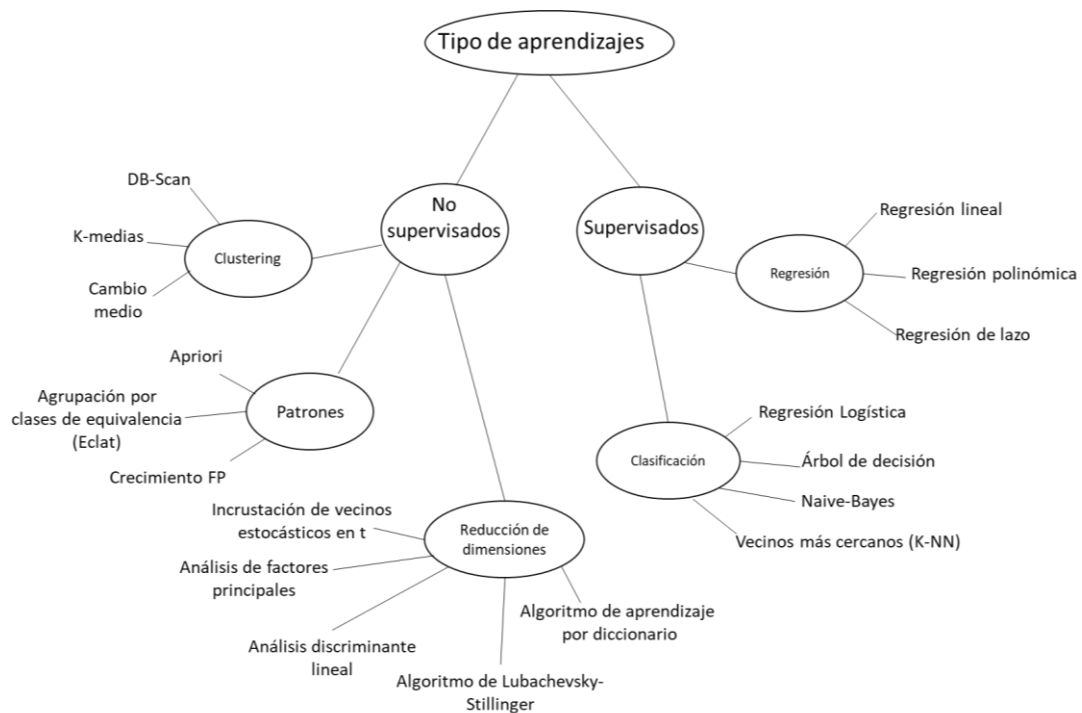 Tipo de aprendizajes
No
supervisados
Supervisados
DB-Scan
K-medias
Cambio
medio
Clustering
Regresión lineal
Regresión polinómica
Regresión de lazo
Regresión
Apriori
Agrupación por
clases de equivalencia
(Eclat)
Crecimiento FP
Patrones
Regresión Logística
Árbol de decisión
Naive-Bayes
Vecinos más cercanos (K-NN)
Clasificación
Incrustación de vecinos
estocásticos en t
Análisis de factores
principales
Análisis discriminante
lineal
Algoritmo de Lubachevsky-
Stillinger
Algoritmo de aprendizaje
por diccionario
Reducción de
dimensiones